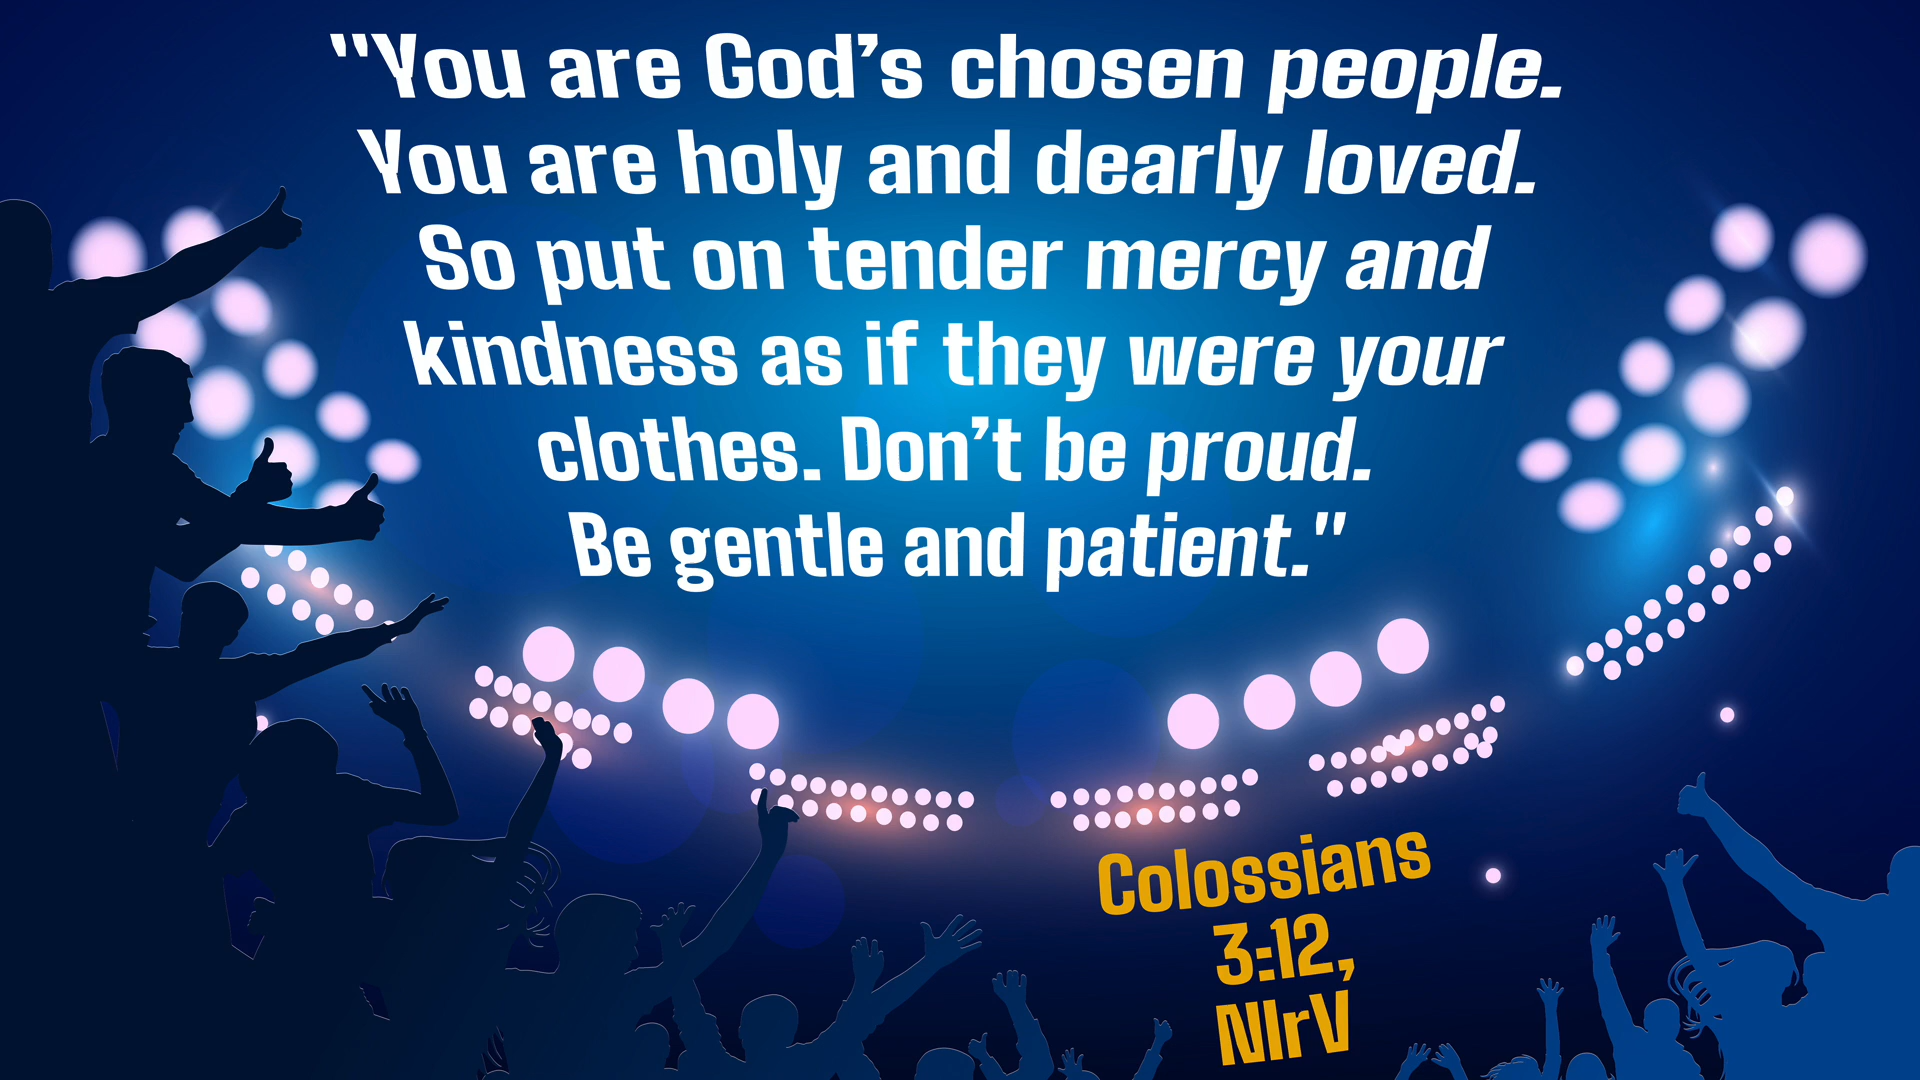 "You are God’s chosen people.
You are holy and dearly loved.
So put on tender mercy and
kindness as if they were your
clothes. Don’t be proud.
Be gentle and patient."
Colossians
3:12,
NIrV